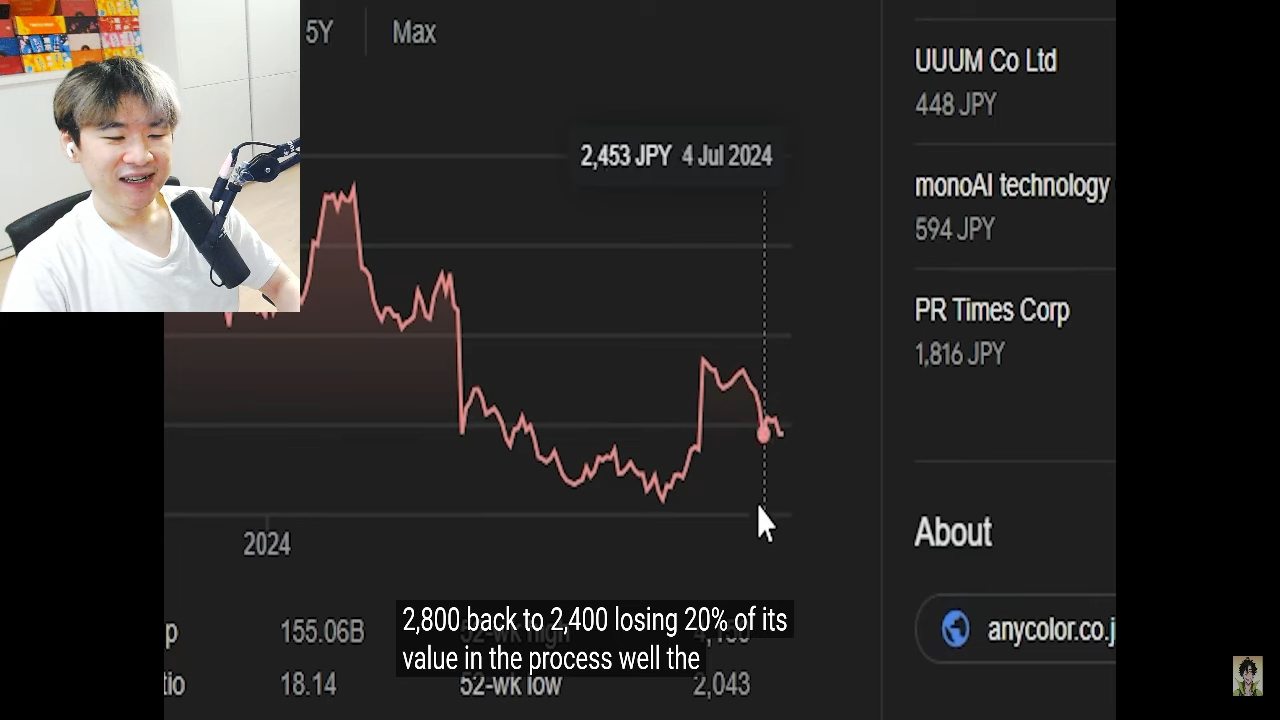 5Y
Max
UUUM Co Ltd
448 JPY
2,453 JPY 4 Jul 2024
monoAI technology
594 JPY
PR Times Corp
1,816 JPY
About
2024
anycolor.co.j
p
155.06B
2,800 back to 2,400 losing 20% of its
value in the process well the
tio
18.14
52-wk low
2,043